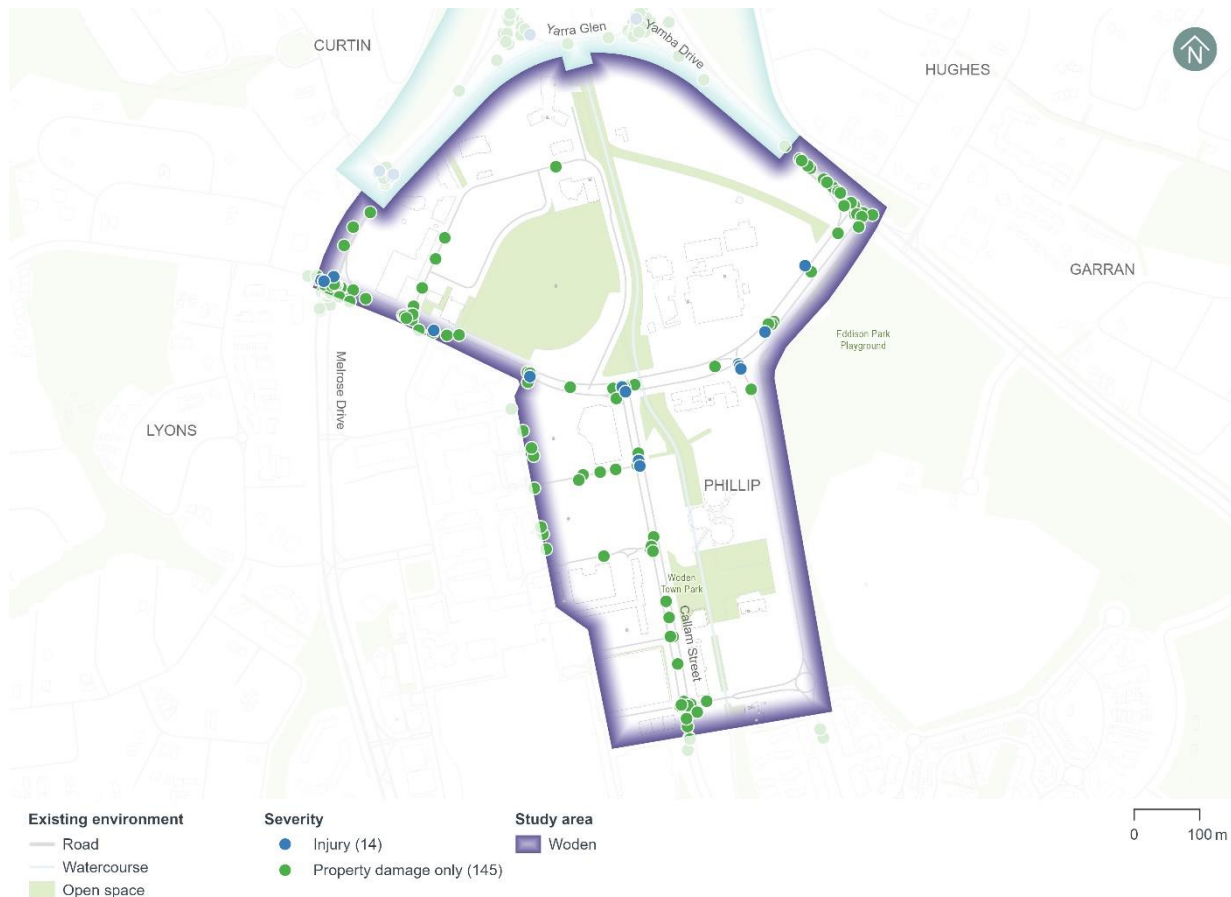 Yarra Glen
Yamba Drive
CURTIN
HUGHES
N
GARRAN
Eddison Park
Playground
Melrose Drive
LYONS
PHILLIP
Woden
Town Park
Callam Street
Existing environment
Road
Watercourse
Open space
Severity
Injury (14)
Property damage only (145)
Study area
Woden
0 100 m